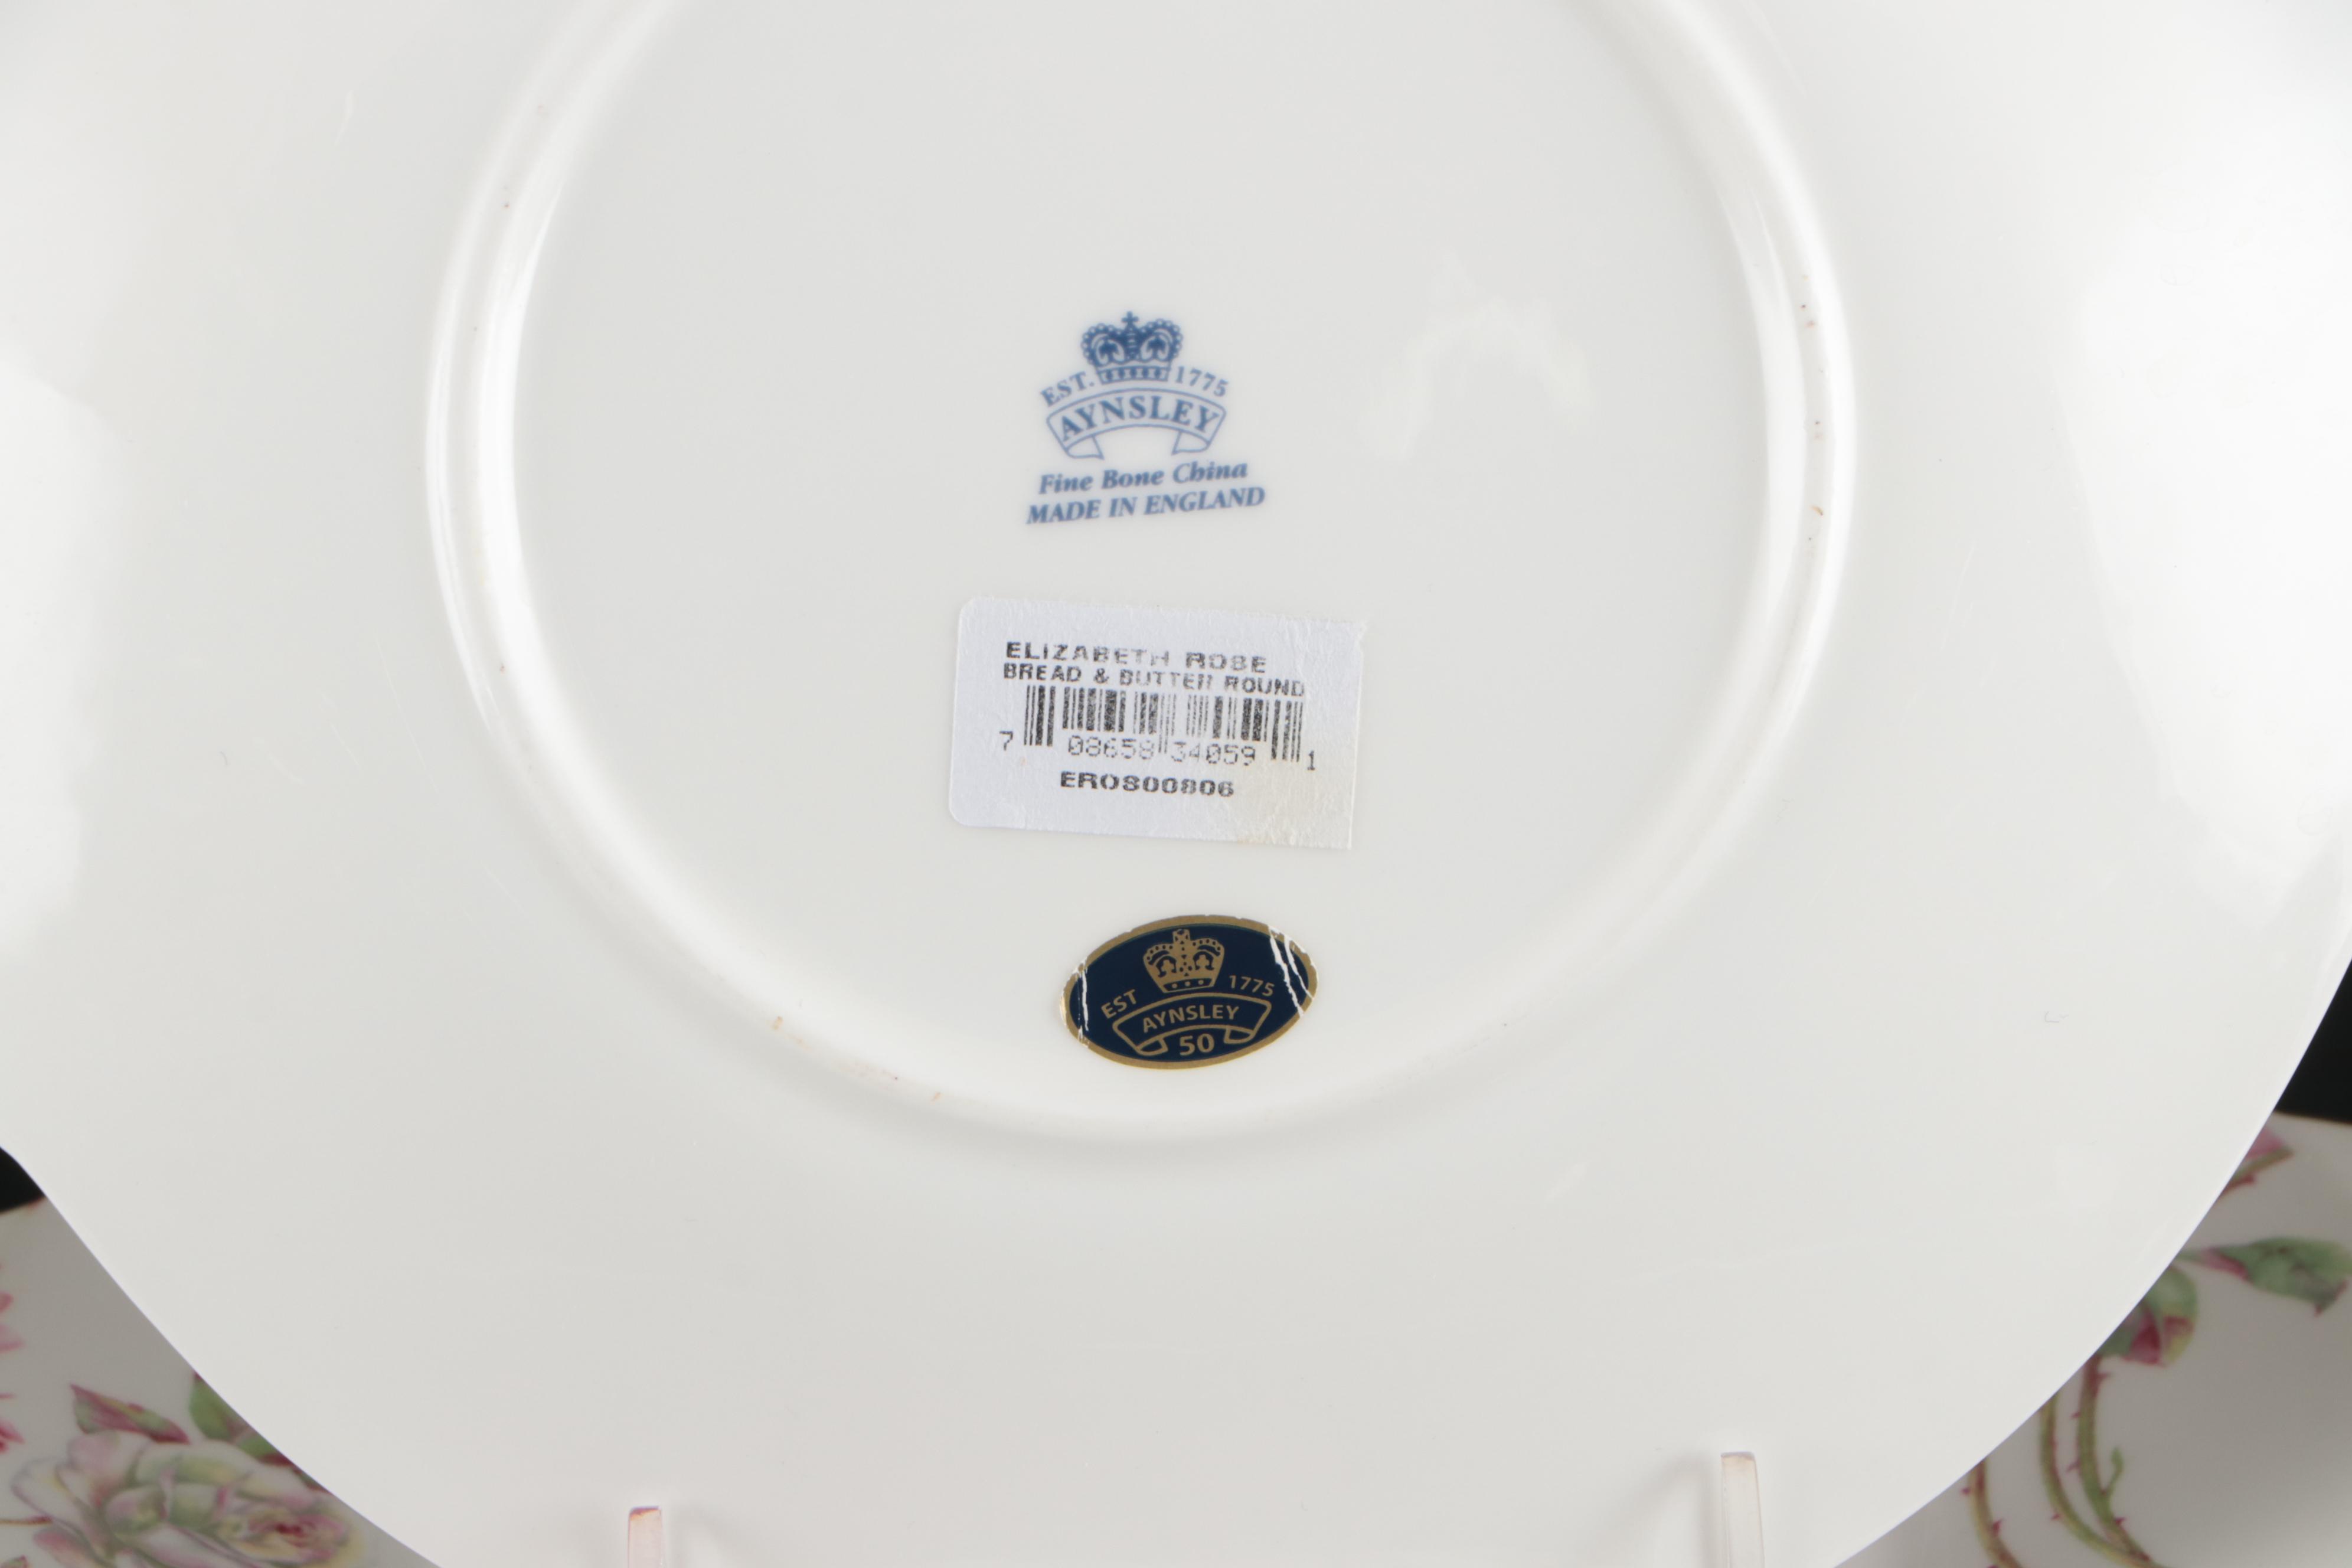 EST. 1775
AYNSLEY
Fine Bone China
MADE IN ENGLAND
ELIZABETH ROSE
BREAD & BUTTER ROUND
7 08658 34059 1
EROS00806
EST 1775
AYNSLEY
50